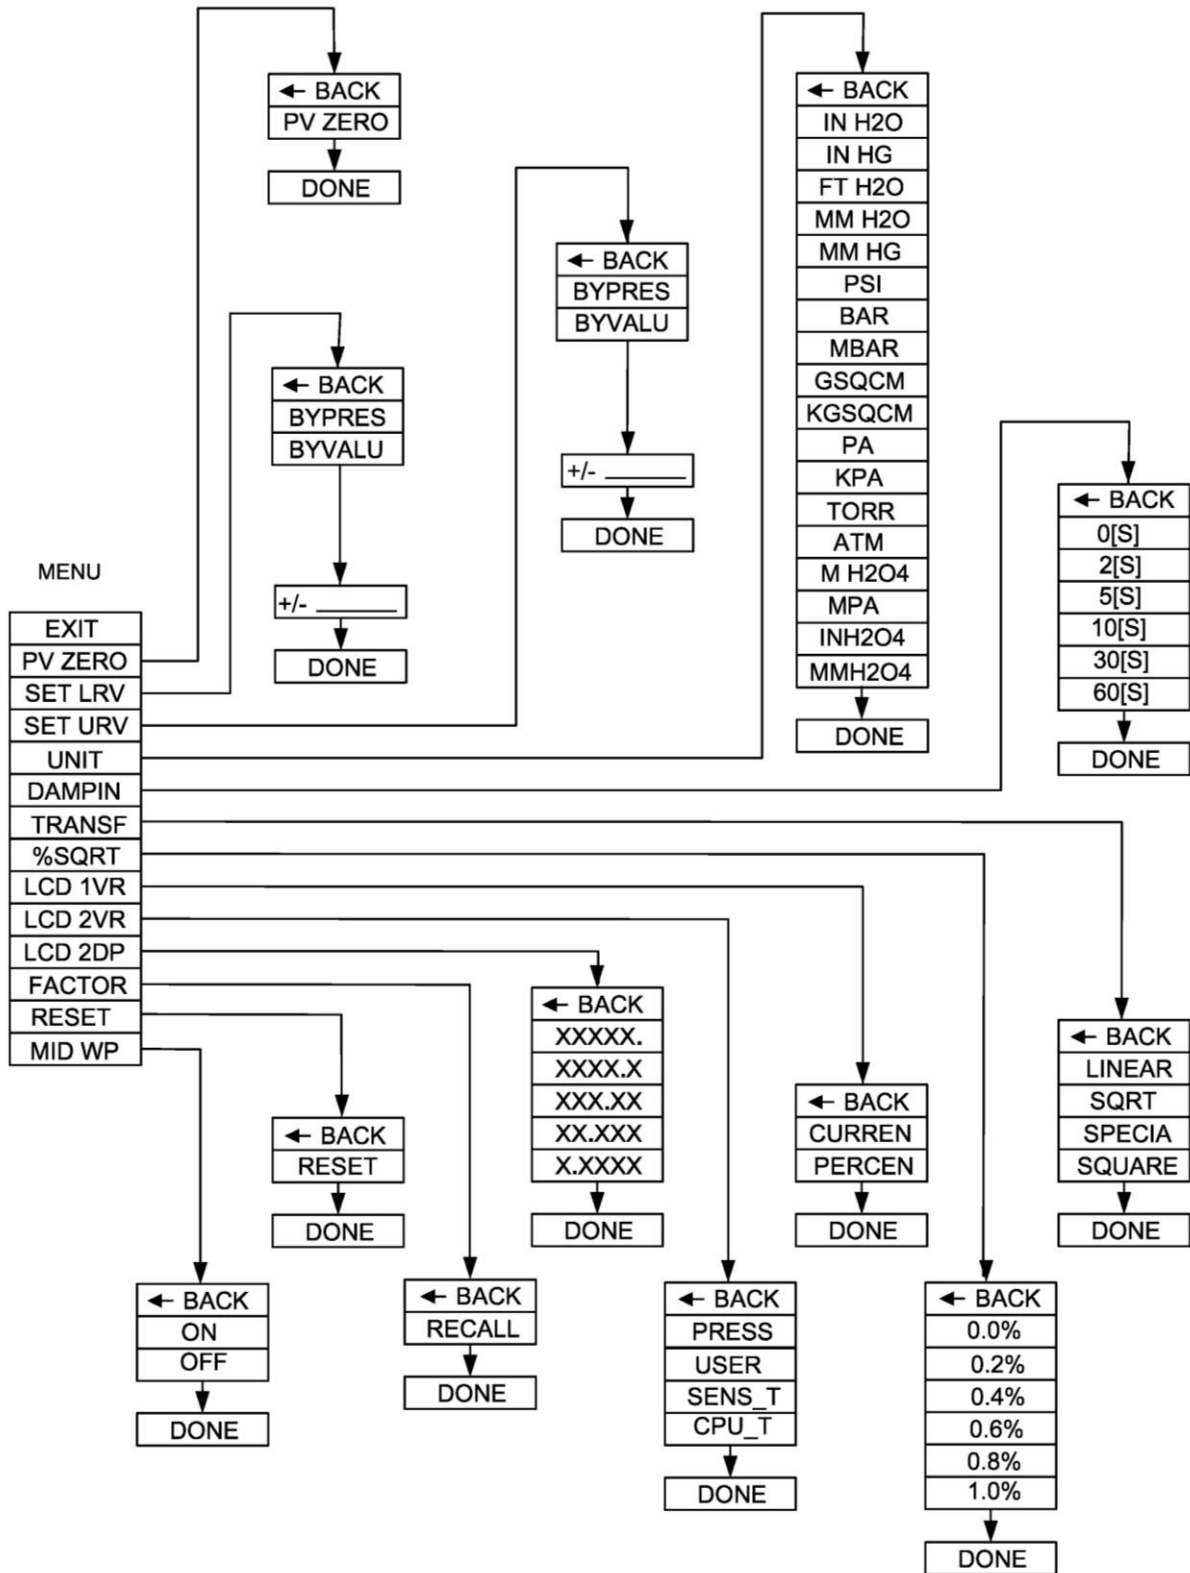 ← BACK
PV ZERO
DONE
← BACK
IN H2O
IN HG
FT H2O
MM H2O
MM HG
PSI
BAR
MBAR
GSQCM
KGSQCM
PA
KPA
TORR
ATM
M H2O4
MPA
INH2O4
MMH2O4
DONE
← BACK
BYPRES
BYVALU
+/- _______
DONE
← BACK
BYPRES
BYVALU
+/- _______
DONE
← BACK
0[S]
2[S]
5[S]
10[S]
30[S]
60[S]
DONE
MENU
EXIT
PV ZERO
SET LRV
SET URV
UNIT
DAMPIN
TRANSF
%SQRT
LCD 1VR
LCD 2VR
LCD 2DP
FACTOR
RESET
MID WP
← BACK
XXXXX.
XXXX.X
XXX.XX
XX.XXX
X.XXXX
DONE
← BACK
LINEAR
SQRT
SPECIA
SQUARE
DONE
← BACK
CURREN
PERCEN
DONE
← BACK
RESET
DONE
← BACK
ON
OFF
DONE
← BACK
RECALL
DONE
← BACK
PRESS
USER
SENS_T
CPU_T
DONE
← BACK
0.0%
0.2%
0.4%
0.6%
0.8%
1.0%
DONE